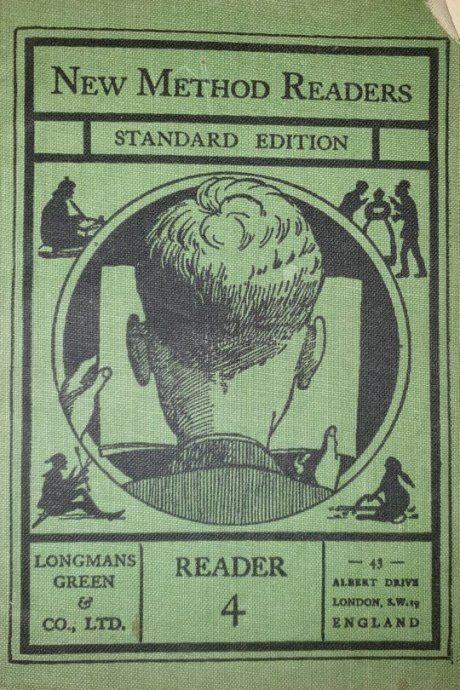 NEW METHOD READERS
STANDARD EDITION
LONGMANS
GREEN
&
CO., LTD.
READER
4
— 43 —
ALBERT DRIVE
LONDON, S.W.19
ENGLAND